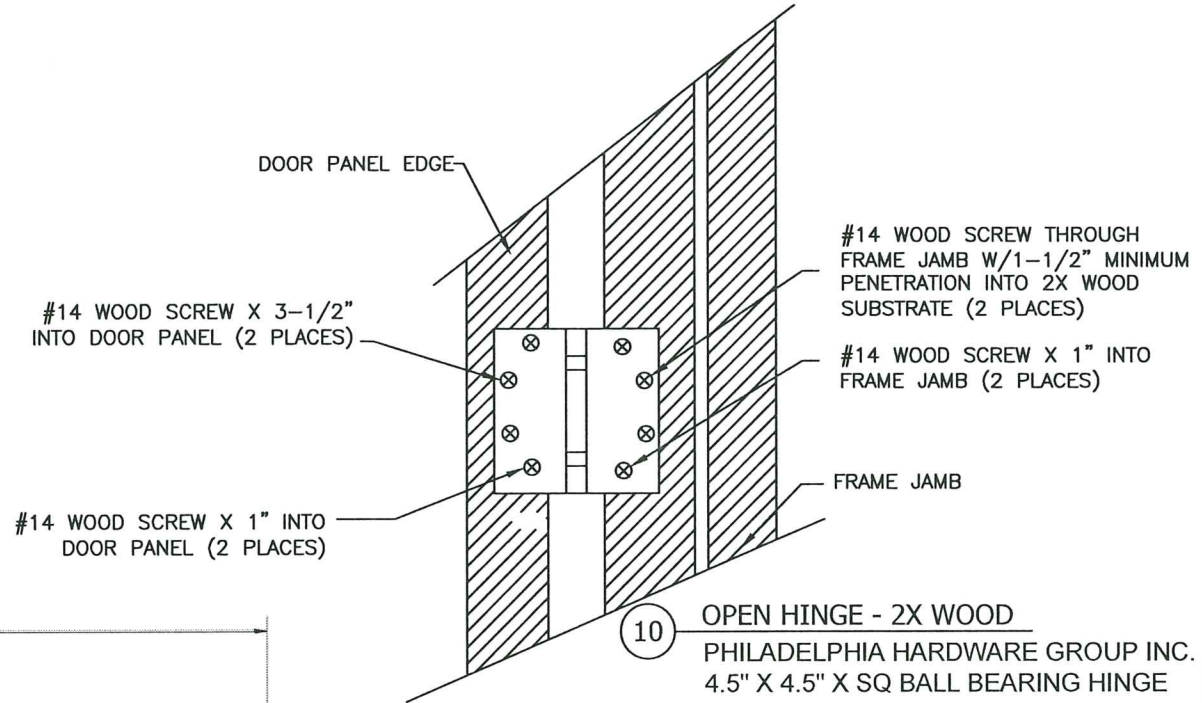 DOOR PANEL EDGE
#14 WOOD SCREW THROUGH
FRAME JAMB W/1-1/2" MINIMUM
PENETRATION INTO 2X WOOD
SUBSTRATE (2 PLACES)
#14 WOOD SCREW X 3-1/2"
INTO DOOR PANEL (2 PLACES)
#14 WOOD SCREW X 1" INTO
FRAME JAMB (2 PLACES)
FRAME JAMB
#14 WOOD SCREW X 1" INTO
DOOR PANEL (2 PLACES)
10 OPEN HINGE - 2X WOOD
PHILADELPHIA HARDWARE GROUP INC.
4.5" X 4.5" X SQ BALL BEARING HINGE